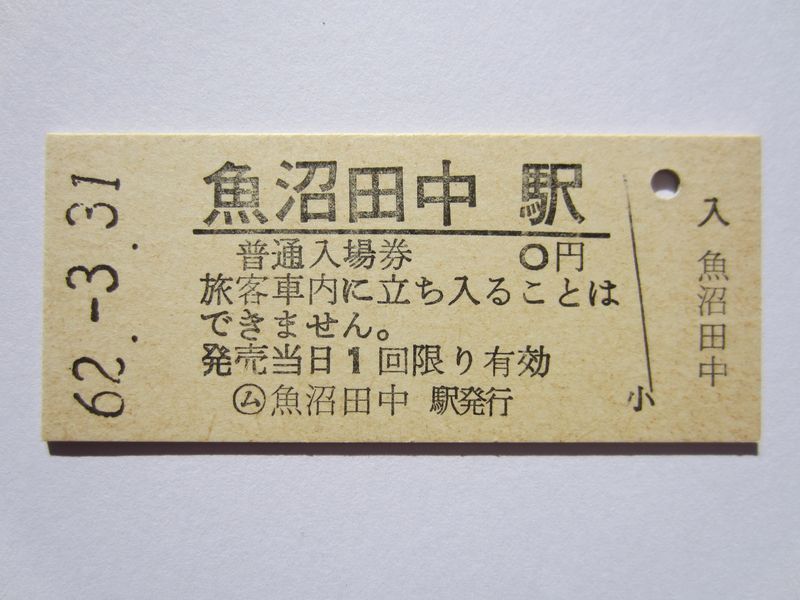 62.-3.31
魚沼田中 駅
普通入場券 0円
旅客車内に立ち入ることは
できません。
発売当日1回限り有効
㋰魚沼田中 駅発行
小
入
魚沼田中